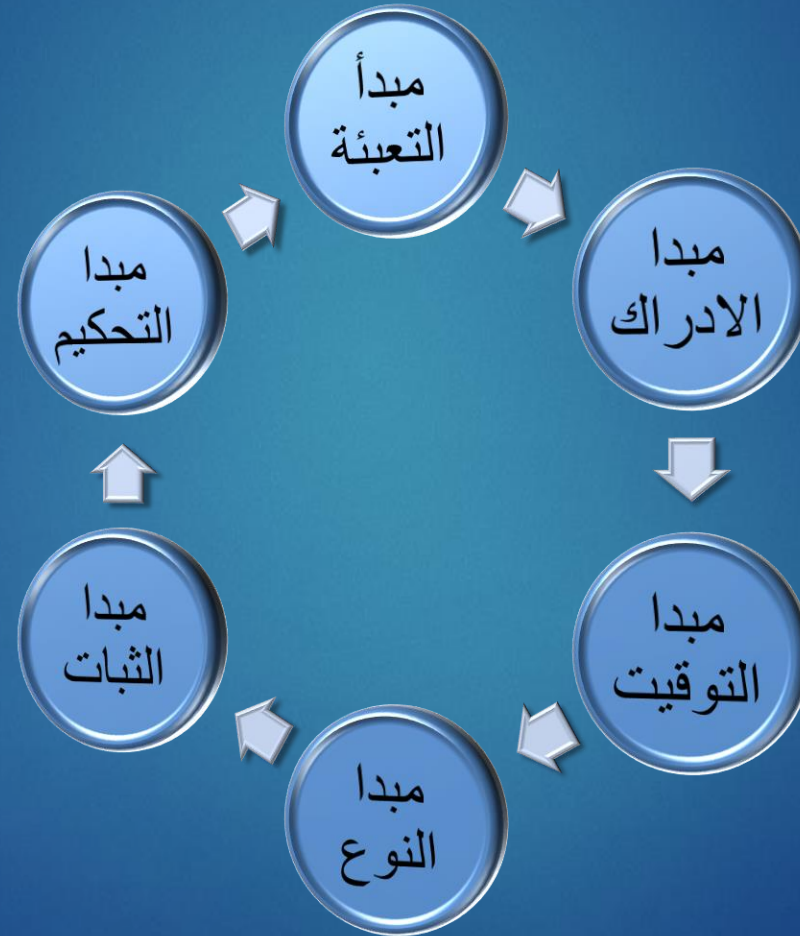 مبدأ
التعبئة
مبدا
الادراك
مبدا
التوقيت
مبدا
النوع
مبدا
الثبات
مبدا
التحكيم